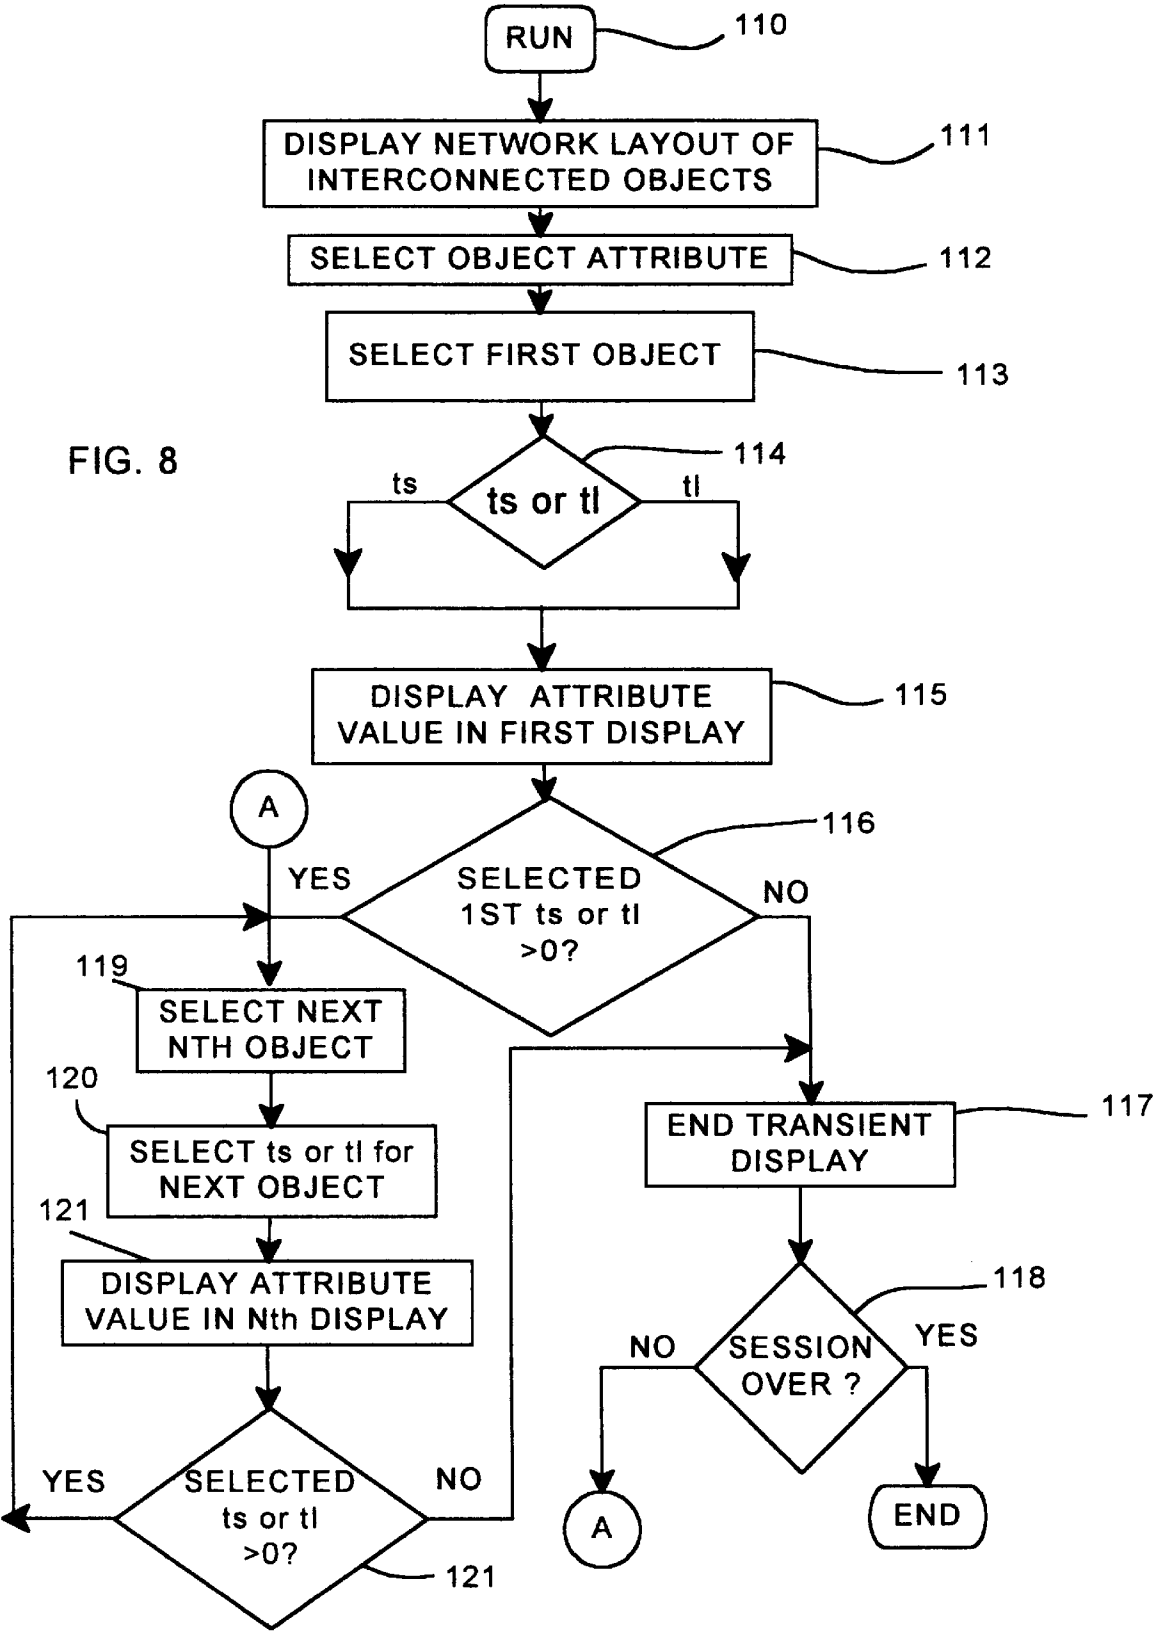 RUN
110
DISPLAY NETWORK LAYOUT OF
INTERCONNECTED OBJECTS
111
SELECT OBJECT ATTRIBUTE
112
SELECT FIRST OBJECT
113
FIG. 8
114
ts
ts or tl
tl
DISPLAY ATTRIBUTE
VALUE IN FIRST DISPLAY
115
A
116
YES
SELECTED
1ST ts or tl
>0?
NO
119
SELECT NEXT
NTH OBJECT
120
SELECT ts or tl for
NEXT OBJECT
END TRANSIENT
DISPLAY
117
121
DISPLAY ATTRIBUTE
VALUE IN Nth DISPLAY
118
NO
SESSION
OVER ?
YES
YES
SELECTED
ts or tl
>0?
NO
121
A
END